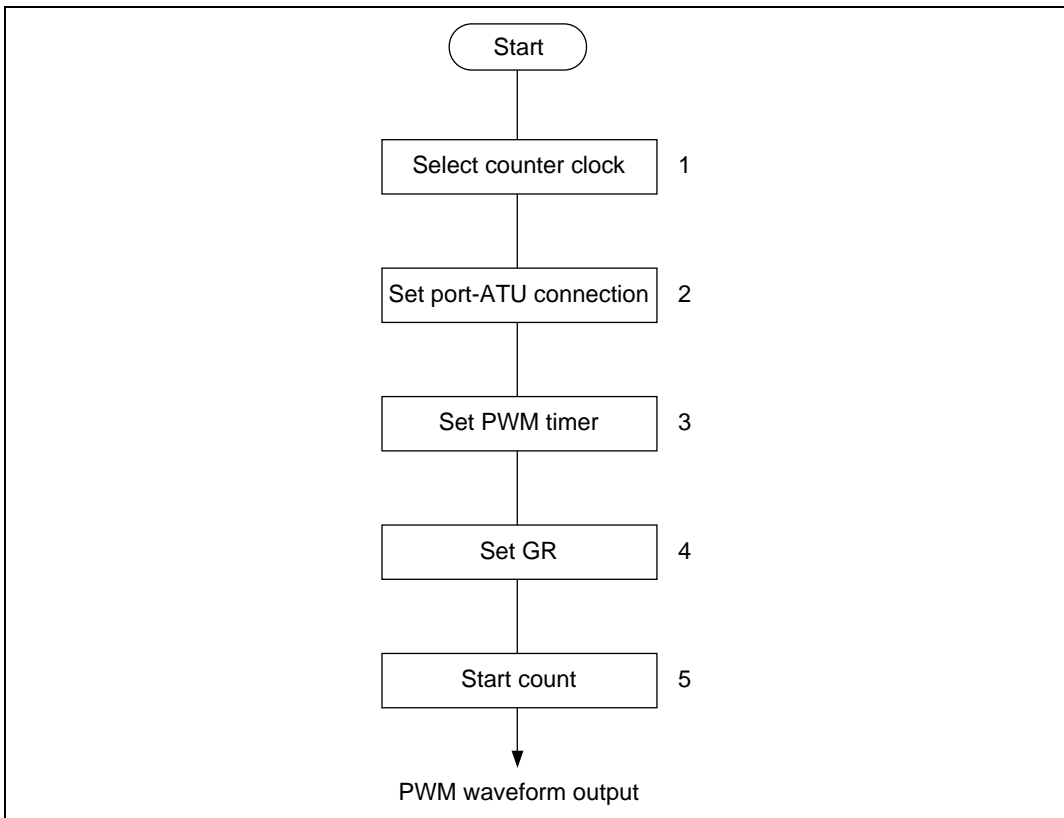 Start
Select counter clock 1
Set port-ATU connection 2
Set PWM timer 3
Set GR 4
Start count 5
PWM waveform output